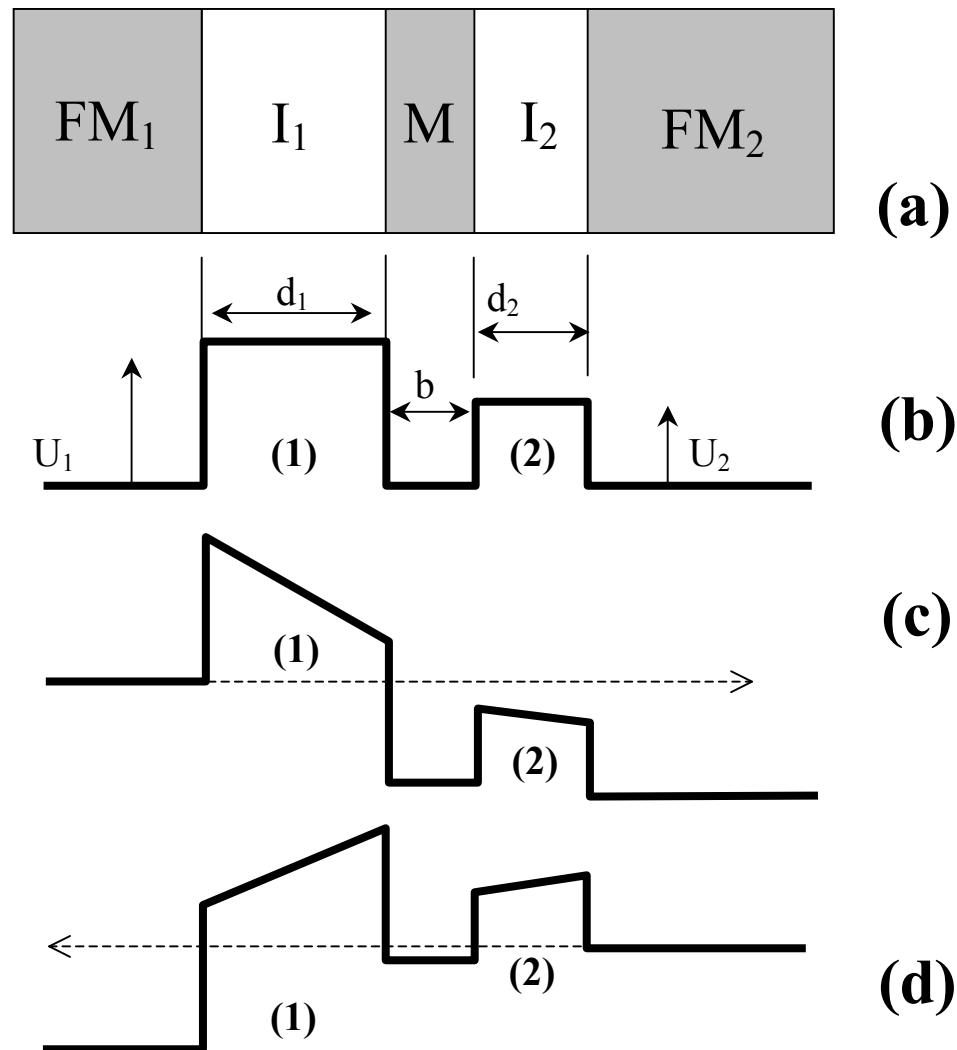 FM₁ I₁ M I₂ FM₂
(a)
d₁ d₂
b
U₁ (1) (2) U₂
(b)
(c)
(1)
(2)
(2)
(1)
(d)